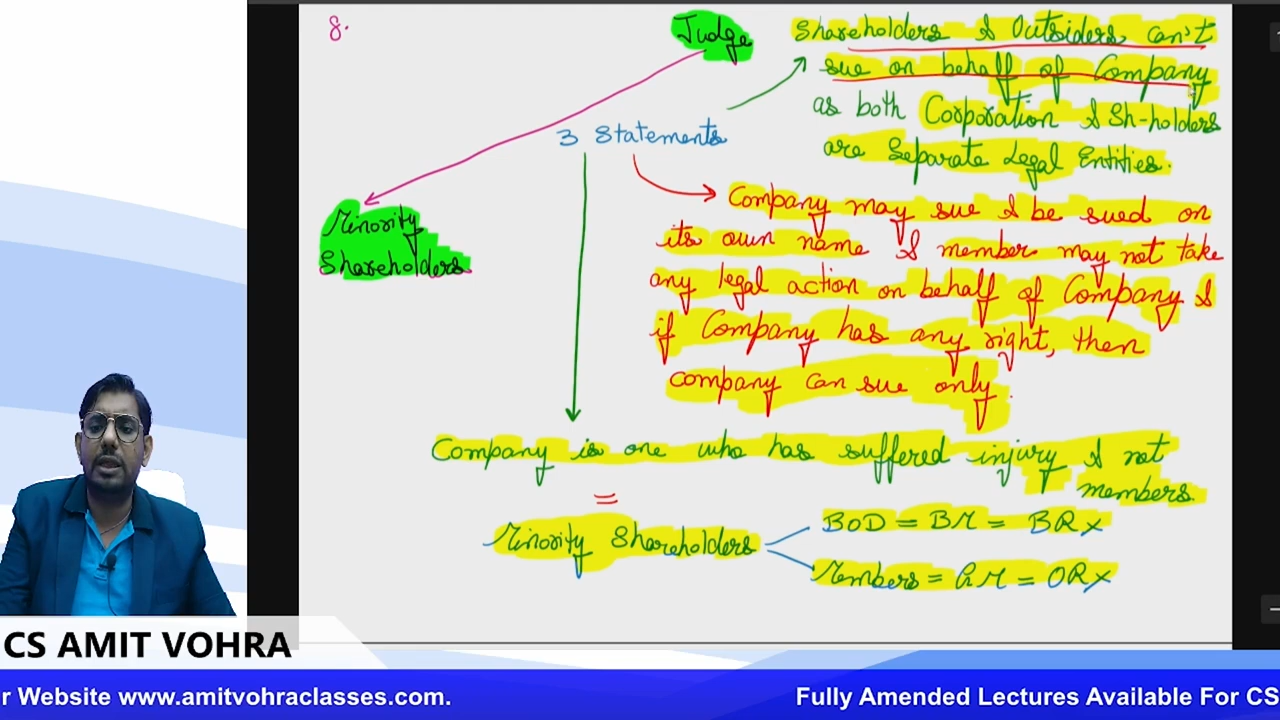 8.
Judge
Shareholders & Outsiders can't
sue on behalf of Company
as both Corporation & Sh-holders
are Separate Legal Entities.
3 Statements
Minority
Shareholders
Company may sue & be sued on
its own name & member may not take
any legal action on behalf of Company &
if Company has any right, then
company can sue only.
Company is one who has suffered injury & not
members.
=
Minority Shareholders
BOD = BM = BR x
Members = GM = OR x
CS AMIT VOHRA
r Website www.amitvohraclasses.com.
Fully Amended Lectures Available For CS